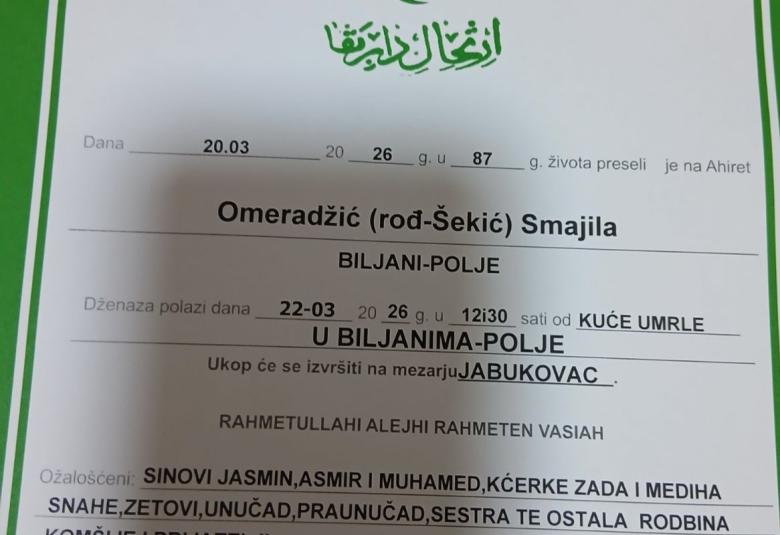 Dana 20.03 20 26 g. u 87 g. života preseli je na Ahiret
Omeradžić (rođ-Šekić) Smajila
BILJANI-POLJE
Dženaza polazi dana 22-03 20 26 g. u 12i30 sati od KUĆE UMRLE
U BILJANIMA-POLJE
Ukop će se izvršiti na mezarju JABUKOVAC .
RAHMETULLAHI ALEJHI RAHMETEN VASIAH
Ožalošćeni: SINOVI JASMIN,ASMIR I MUHAMED,KĆERKE ZADA I MEDIHA
SNAHE,ZETOVI,UNUČAD,PRAUNUČAD,SESTRA TE OSTALA RODBINA